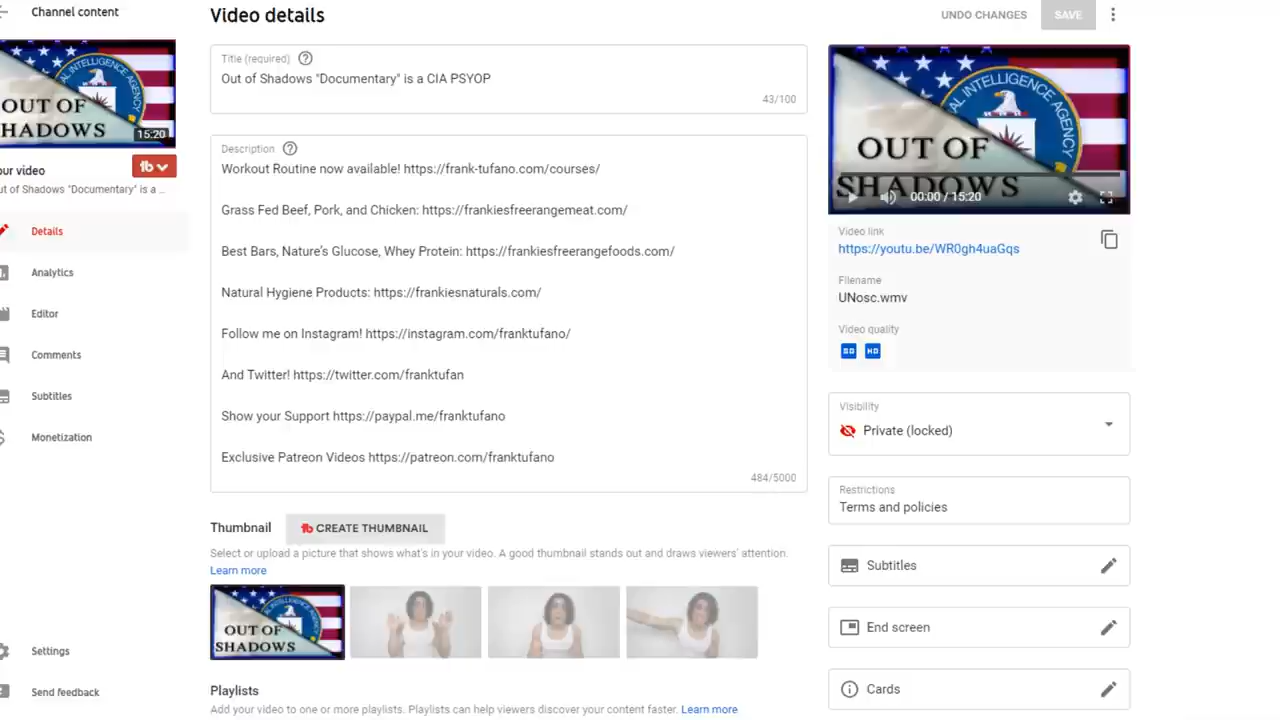 Channel content
Video details
UNDO CHANGES
SAVE
OUT OF
HADOWS
15:20
our video
ut of Shadows "Documentary" is a ...
Details
Analytics
Editor
Comments
Subtitles
Monetization
Settings
Send feedback
Title (required)
Out of Shadows "Documentary" is a CIA PSYOP
43/100
Description
Workout Routine now available! https://frank-tufano.com/courses/
Grass Fed Beef, Pork, and Chicken: https://frankiesfreerangemeat.com/
Best Bars, Nature's Glucose, Whey Protein: https://frankiesfreerangefoods.com/
Natural Hygiene Products: https://frankiesnaturals.com/
Follow me on Instagram! https://instagram.com/franktufano/
And Twitter! https://twitter.com/franktufan
Show your Support https://paypal.me/franktufano
Exclusive Patreon Videos https://patreon.com/franktufano
484/5000
Thumbnail
tb CREATE THUMBNAIL
Select or upload a picture that shows what's in your video. A good thumbnail stands out and draws viewers' attention.
Learn more
OUT OF
SHADOWS
Playlists
Add your video to one or more playlists. Playlists can help viewers discover your content faster. Learn more
AL INTELLIGENCE AGENCY
OUT OF
SHADOWS
00:00 / 15:20
Video link
https://youtu.be/WR0gh4uaGqs
Filename
UNosc.wmv
Video quality
SD HD
Visibility
Private (locked)
Restrictions
Terms and policies
Subtitles
End screen
Cards